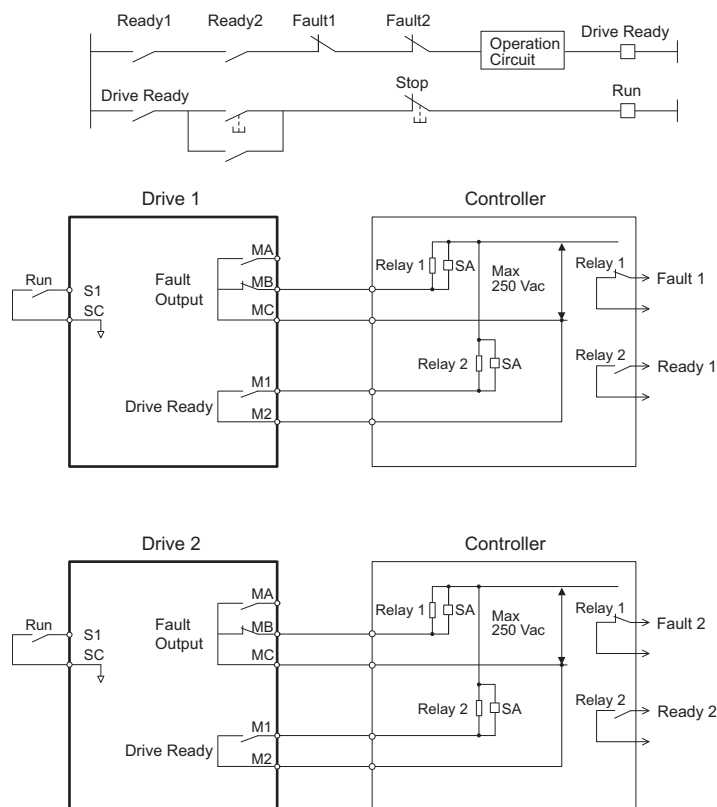 Ready1 Ready2 Fault1 Fault2 Operation Circuit Drive Ready
Drive Ready Stop Run
Drive 1 Controller
Run
S1
SC
Fault
Output
MA
MB
MC
Drive Ready
M1
M2
Relay 1
SA
Max
250 Vac
Relay 2
SA
Relay 1
Fault 1
Relay 2
Ready 1
Drive 2 Controller
Run
S1
SC
Fault
Output
MA
MB
MC
Drive Ready
M1
M2
Relay 1
SA
Max
250 Vac
Relay 2
SA
Relay 1
Fault 2
Relay 2
Ready 2